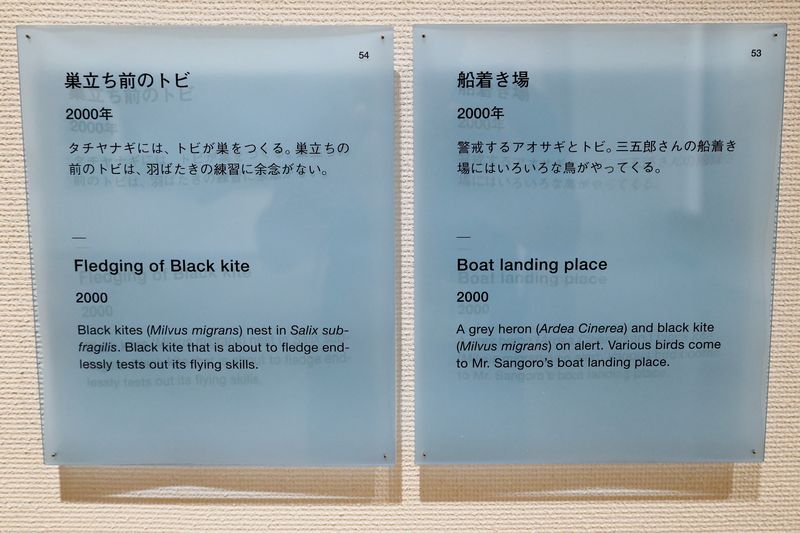 54
巣立ち前のトビ
2000年
タチヤナギには、トビが巣をつくる。巣立ちの
前のトビは、羽ばたきの練習に余念がない。
—
Fledging of Black kite
2000
Black kites (Milvus migrans) nest in Salix sub-
fragilis. Black kite that is about to fledge end-
lessly tests out its flying skills.
53
船着き場
2000年
警戒するアオサギとトビ。三五郎さんの船着き
場にはいろいろな鳥がやってくる。
—
Boat landing place
2000
A grey heron (Ardea Cinerea) and black kite
(Milvus migrans) on alert. Various birds come
to Mr. Sangoro's boat landing place.